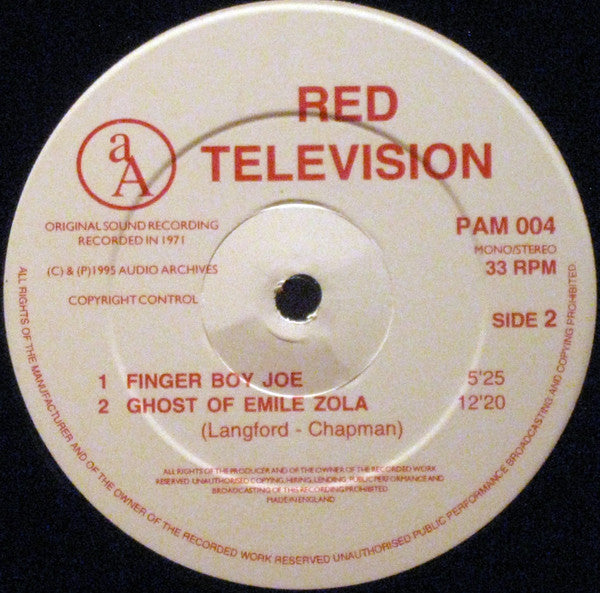 RED
TELEVISION
aA
ORIGINAL SOUND RECORDING
RECORDED IN 1971
(C) & (P)1995 AUDIO ARCHIVES
COPYRIGHT CONTROL
PAM 004
MONO/STEREO
33 RPM
SIDE 2
1 FINGER BOY JOE 5'25
2 GHOST OF EMILE ZOLA 12'20
(Langford - Chapman)
ALL RIGHTS OF THE PRODUCER AND OF THE OWNER OF THE RECORDED WORK
RESERVED UNAUTHORISED COPYING, HIRING, LENDING, PUBLIC PERFORMANCE AND
BROADCASTING OF THIS RECORDING PROHIBITED
MADE IN ENGLAND
ALL RIGHTS OF THE MANUFACTURER AND OF THE OWNER OF THE RECORDED WORK RESERVED UNAUTHORISED PUBLIC PERFORMANCE BROADCASTING AND COPYING PROHIBITED.